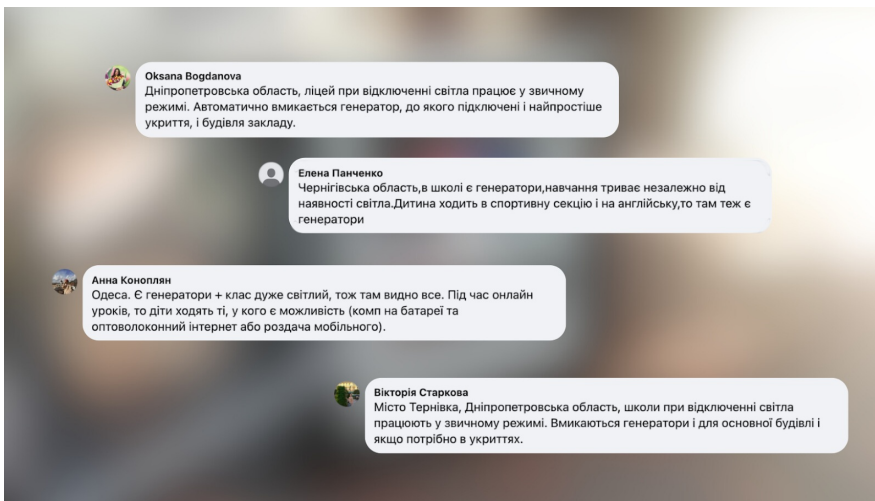 Oksana Bogdanova
Дніпропетровська область, ліцей при відключенні світла працює у звичному
режимі. Автоматично вмикається генератор, до якого підключені і найпростіше
укриття, і будівля закладу.
Елена Панченко
Чернігівська область,в школі є генератори,навчання триває незалежно від
наявності світла.Дитина ходить в спортивну секцію і на англійську,то там теж є
генератори
Анна Коноплян
Одеса. Є генератори + клас дуже світлий, тож там видно все. Під час онлайн
уроків, то діти ходять ті, у кого є можливість (комп на батареї та
оптоволоконний інтернет або роздача мобільного).
Вікторія Старкова
Місто Тернівка, Дніпропетровська область, школи при відключенні світла
працюють у звичному режимі. Вмикаються генератори і для основної будівлі і
якщо потрібно в укриттях.